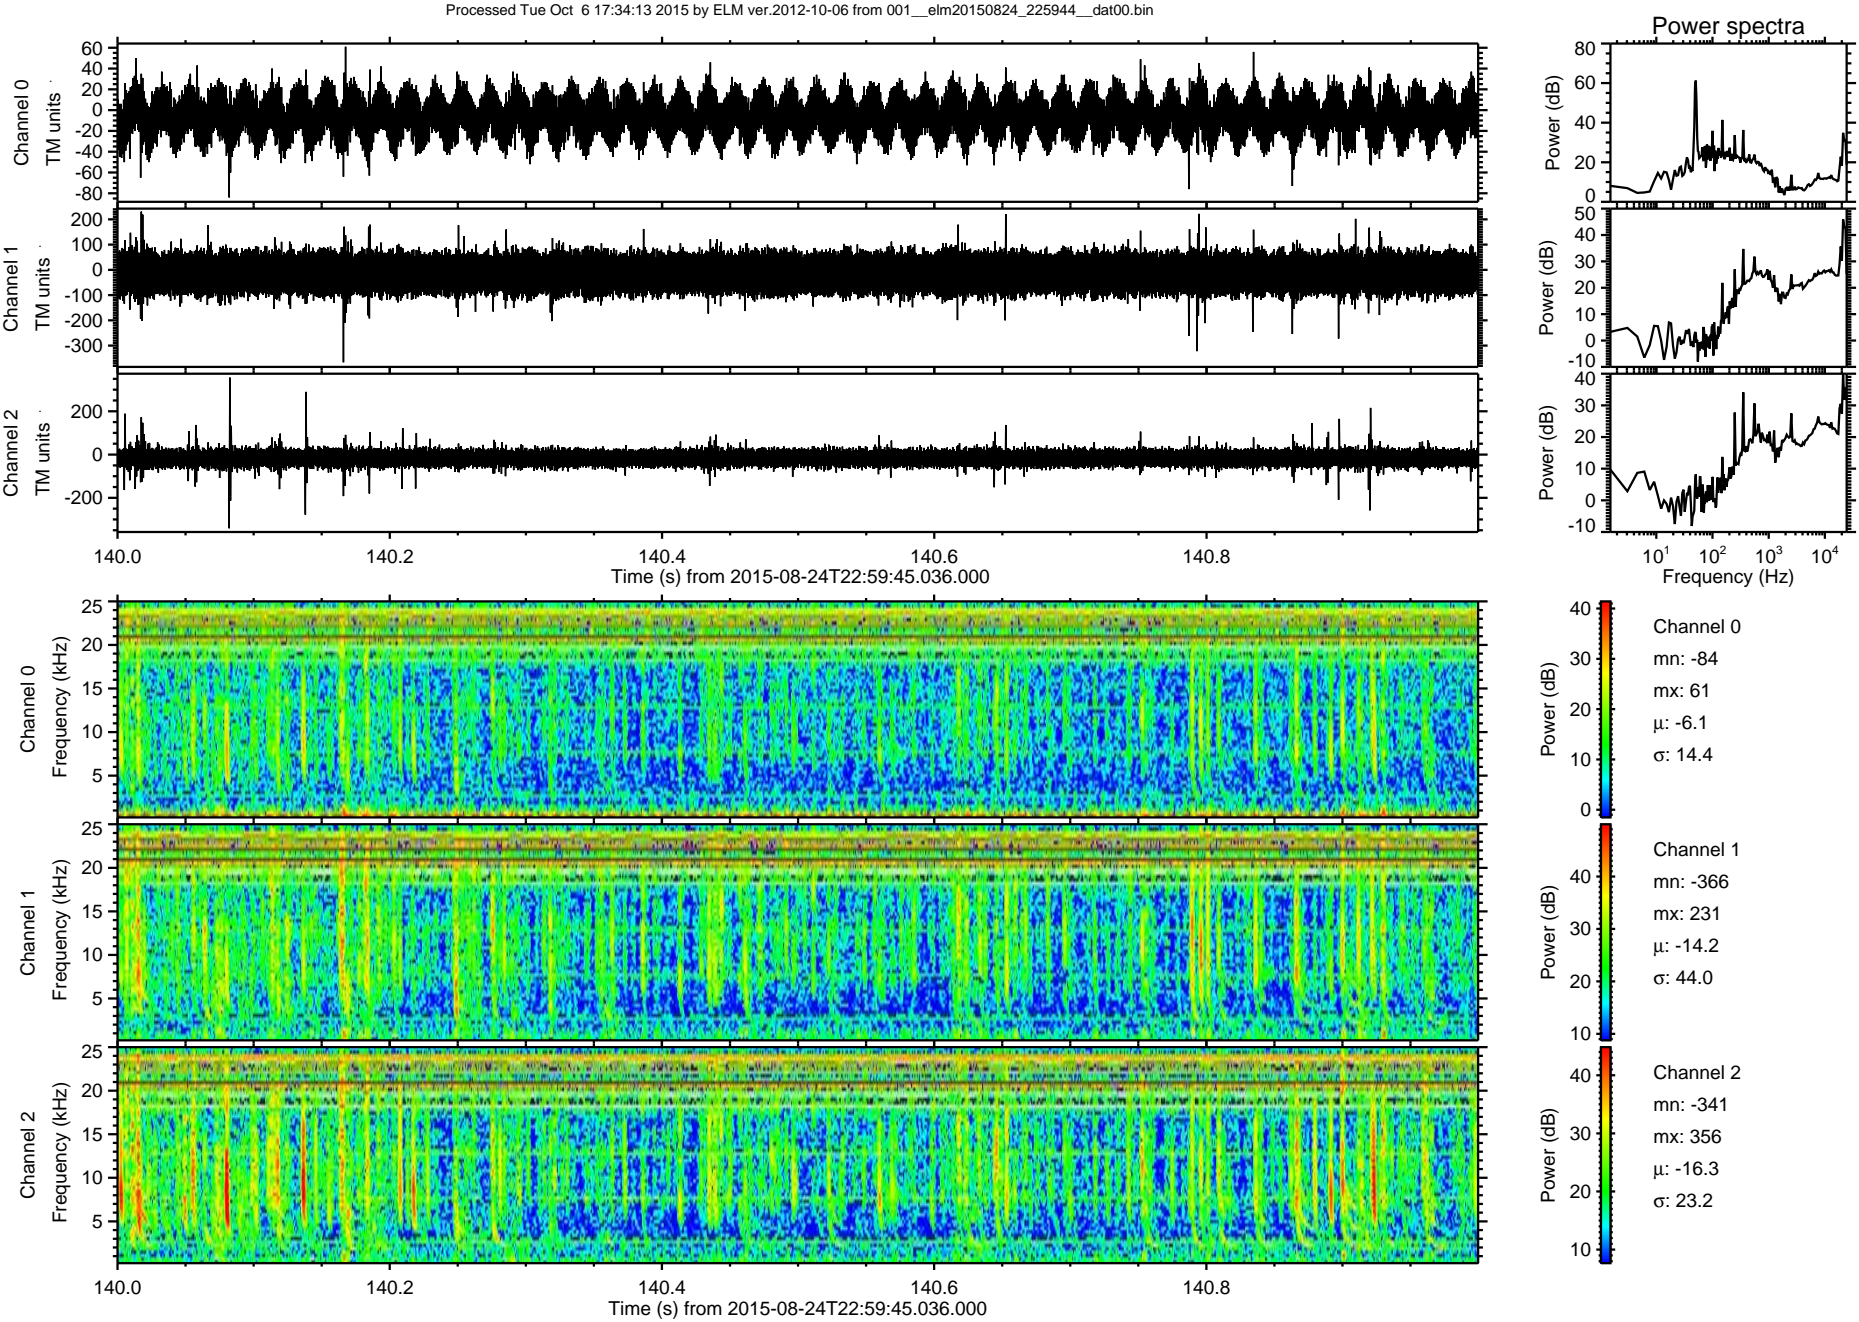 Processed Tue Oct  6 17:34:13 2015 by ELM ver.2012-10-06 from 001__elm20150824_225944__dat00.bin
Power spectra
Channel 0
TM units
60
40
20
0
-20
-40
-60
-80
Power (dB)
80
60
40
20
0
Channel 1
TM units
200
100
0
-100
-200
-300
Power (dB)
50
40
30
20
10
0
-10
Channel 2
TM units
200
0
-200
Power (dB)
40
30
20
10
0
-10
140.0 140.2 140.4 140.6 140.8
Time (s) from 2015-08-24T22:59:45.036.000
10¹ 10² 10³ 10⁴
Frequency (Hz)
Channel 0
Frequency (kHz)
25
20
15
10
5
Power (dB)
40
30
20
10
0
Channel 0
mn: -84
mx: 61
μ: -6.1
σ: 14.4
Channel 1
Frequency (kHz)
25
20
15
10
5
Power (dB)
40
30
20
10
Channel 1
mn: -366
mx: 231
μ: -14.2
σ: 44.0
Channel 2
Frequency (kHz)
25
20
15
10
5
Power (dB)
40
30
20
10
Channel 2
mn: -341
mx: 356
μ: -16.3
σ: 23.2
140.0 140.2 140.4 140.6 140.8
Time (s) from 2015-08-24T22:59:45.036.000